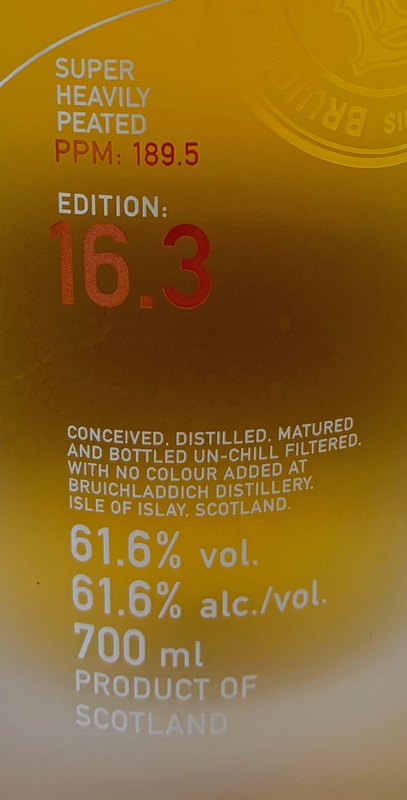 SUPER
HEAVILY
PEATED
PPM: 189.5
EDITION:
16.3
CONCEIVED, DISTILLED, MATURED
AND BOTTLED UN-CHILL FILTERED,
WITH NO COLOUR ADDED AT
BRUICHLADDICH DISTILLERY,
ISLE OF ISLAY, SCOTLAND.
61.6% vol.
61.6% alc./vol.
700 ml
PRODUCT OF
SCOTLAND